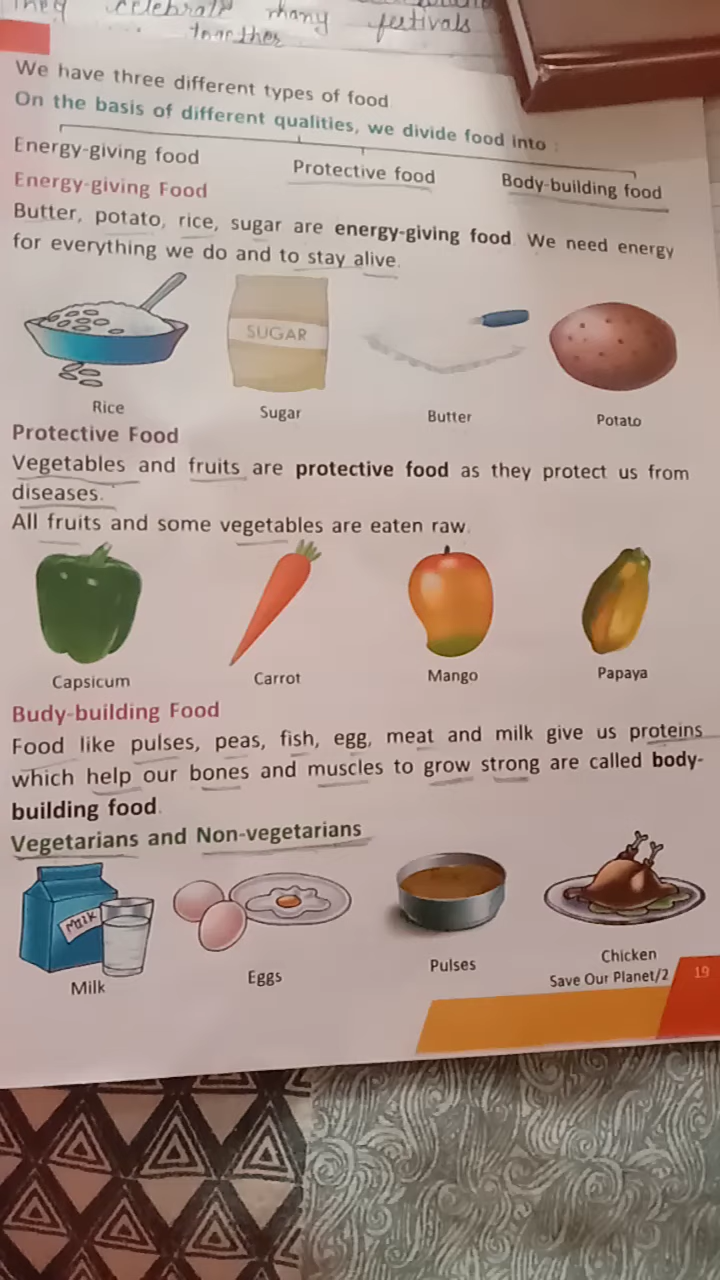 They celebrate many festivals
together
We have three different types of food
On the basis of different qualities, we divide food into :
Energy-giving food Protective food Body-building food
Energy-giving Food
Butter, potato, rice, sugar are energy-giving food. We need energy
for everything we do and to stay alive.
SUGAR
Rice Sugar Butter Potato
Protective Food
Vegetables and fruits are protective food as they protect us from
diseases.
All fruits and some vegetables are eaten raw.
Capsicum Carrot Mango Papaya
Budy-building Food
Food like pulses, peas, fish, egg, meat and milk give us proteins
which help our bones and muscles to grow strong are called body-
building food.
Vegetarians and Non-vegetarians
Milk
Milk Eggs Pulses Chicken
Save Our Planet/2 19